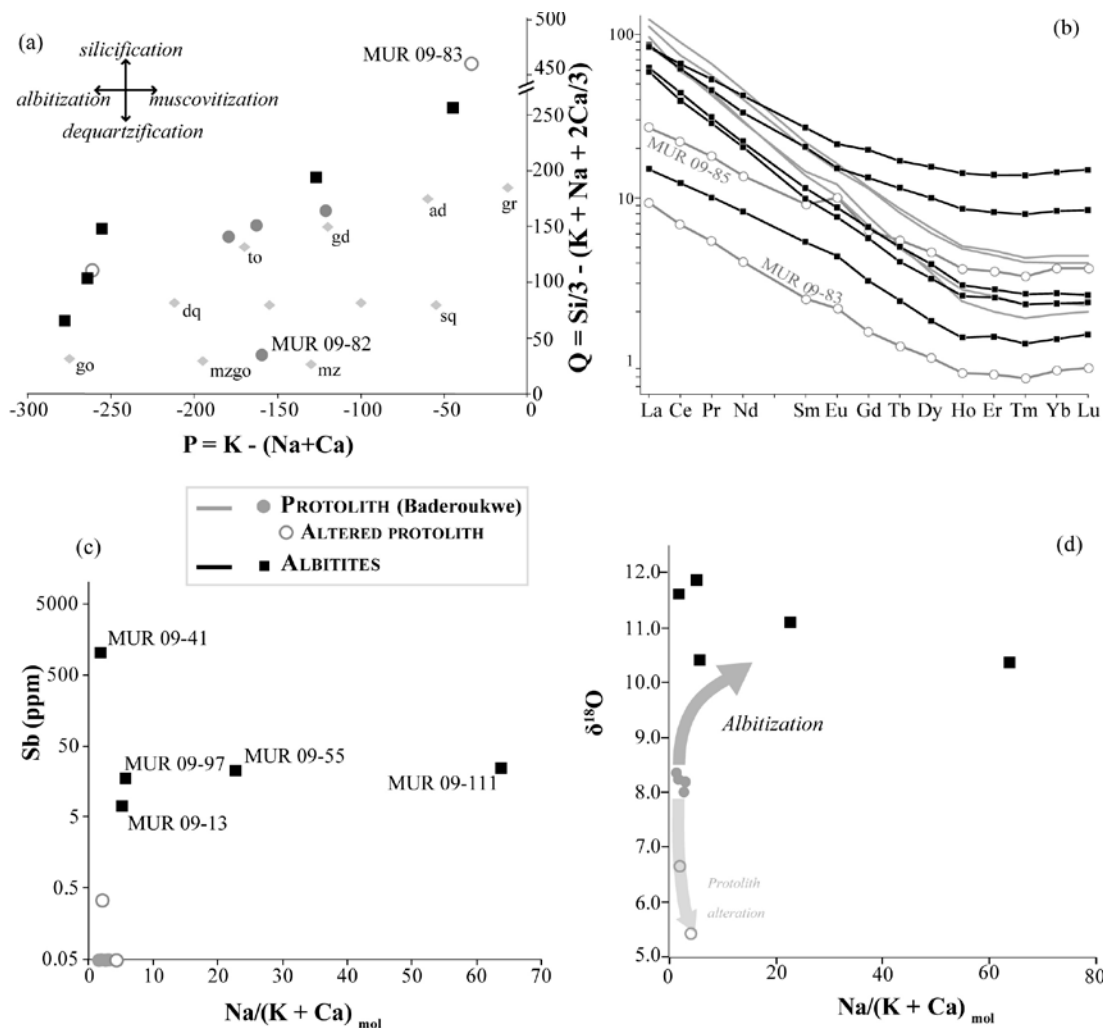 (a)
silicification
albitization
muscovitization
dequartzification
MUR 09-83
500
450
250
200
150
100
50
0
ad
gr
gd
to
dq
sq
MUR 09-82
go
mzgo
mz
-300
-250
-200
-150
-100
-50
0
P = K - (Na+Ca)
Q = Si/3 - (K + Na + 2Ca/3)
(b)
100
10
1
MUR 09-85
MUR 09-83
La Ce Pr Nd Sm Eu Gd Tb Dy Ho Er Tm Yb Lu
PROTOLITH (Baderoukwe)
ALTERED PROTOLITH
ALBITITES
(c)
5000
500
50
5
0.5
0.05
Sb (ppm)
MUR 09-41
MUR 09-97
MUR 09-55
MUR 09-111
MUR 09-13
0
10
20
30
40
50
60
70
Na/(K + Ca) mol
(d)
12.0
11.0
10.0
9.0
8.0
7.0
6.0
5.0
δ18O
Albitization
Protolith
alteration
0
20
40
60
80
Na/(K + Ca) mol